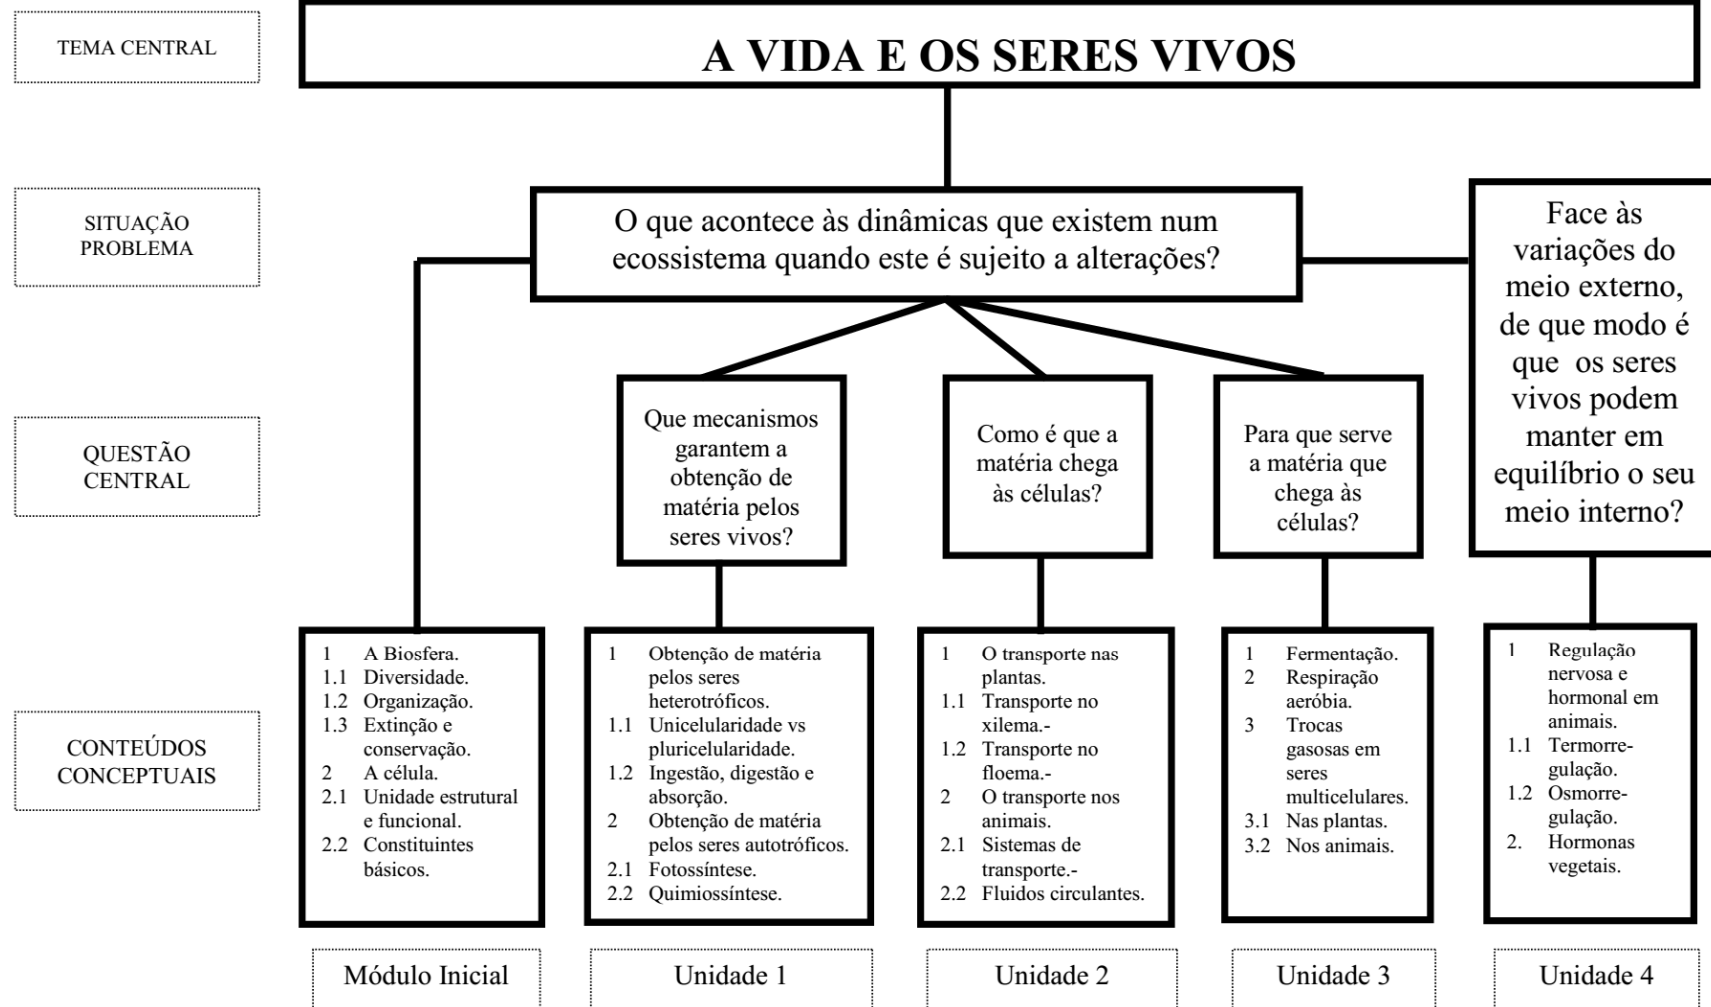 TEMA CENTRAL
A VIDA E OS SERES VIVOS
SITUAÇÃO
PROBLEMA
O que acontece às dinâmicas que existem num
ecossistema quando este é sujeito a alterações?
Face às
variações do
meio externo,
de que modo é
que os seres
vivos podem
manter em
equilíbrio o seu
meio interno?
QUESTÃO
CENTRAL
Que mecanismos
garantem a
obtenção de
matéria pelos
seres vivos?
Como é que a
matéria chega
às células?
Para que serve
a matéria que
chega às
células?
CONTEÚDOS
CONCEPTUAIS
1 A Biosfera.
1.1 Diversidade.
1.2 Organização.
1.3 Extinção e
conservação.
2 A célula.
2.1 Unidade estrutural
e funcional.
2.2 Constituintes
básicos.
1 Obtenção de matéria
pelos seres
heterotróficos.
1.1 Unicelularidade vs
pluricelularidade.
1.2 Ingestão, digestão e
absorção.
2 Obtenção de matéria
pelos seres autotróficos.
2.1 Fotossíntese.
2.2 Quimiossíntese.
1 O transporte nas
plantas.
1.1 Transporte no
xilema.-
1.2 Transporte no
floema.-
2 O transporte nos
animais.
2.1 Sistemas de
transporte.-
2.2 Fluidos circulantes.
1 Fermentação.
2 Respiração
aeróbia.
3 Trocas
gasosas em
seres
multicelulares.
3.1 Nas plantas.
3.2 Nos animais.
1 Regulação
nervosa e
hormonal em
animais.
1.1 Termorre-
gulação.
1.2 Osmorre-
gulação.
2. Hormonas
vegetais.
Módulo Inicial
Unidade 1
Unidade 2
Unidade 3
Unidade 4